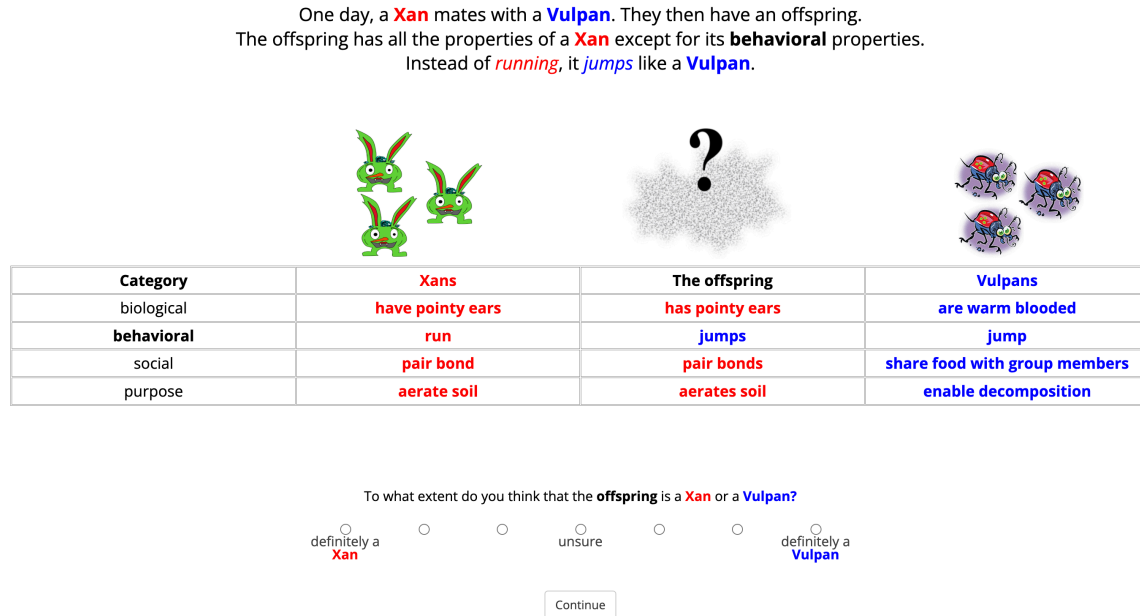 One day, a Xan mates with a Vulpan. They then have an offspring.
The offspring has all the properties of a Xan except for its behavioral properties.
Instead of running, it jumps like a Vulpan.
?
Category Xans The offspring Vulpans
biological have pointy ears has pointy ears are warm blooded
behavioral run jumps jump
social pair bond pair bonds share food with group members
purpose aerate soil aerates soil enable decomposition
To what extent do you think that the offspring is a Xan or a Vulpan?
definitely a Xan
unsure
definitely a Vulpan
Continue